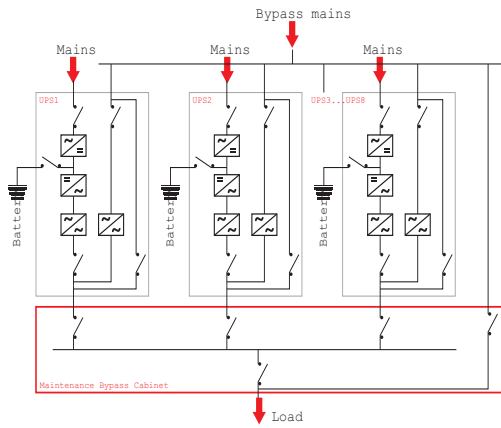 Bypass mains
Mains
Mains
Mains
UPS1
UPS2
UPS3...UPS8
Batter
Batter
Batter
Maintenance Bypass Cabinet
Load